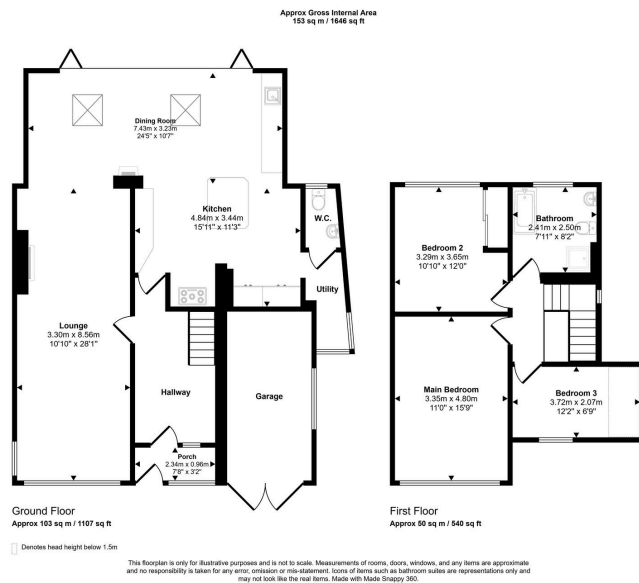 Approx Gross Internal Area
153 sq m / 1646 sq ft
Dining Room
7.43m x 3.23m
24'5" x 10'7"
Kitchen
4.84m x 3.44m
15'11" x 11'3"
W.C.
Utility
Lounge
3.30m x 8.56m
10'10" x 28'1"
Hallway
Garage
Porch
2.34m x 0.96m
7'8" x 3'2"
Bedroom 2
3.29m x 3.65m
10'10" x 12'0"
Bathroom
2.41m x 2.50m
7'11" x 8'2"
Main Bedroom
3.35m x 4.80m
11'0" x 15'9"
Bedroom 3
3.72m x 2.07m
12'2" x 6'9"
Ground Floor
Approx 103 sq m / 1107 sq ft
First Floor
Approx 50 sq m / 540 sq ft
Denotes head height below 1.5m
This floorplan is only for illustrative purposes and is not to scale. Measurements of rooms, doors, windows, and any items are approximate
and no responsibility is taken for any error, omission or mis-statement. Icons of items such as bathroom suites are representations only and
may not look like the real items. Made with Made Snappy 360.